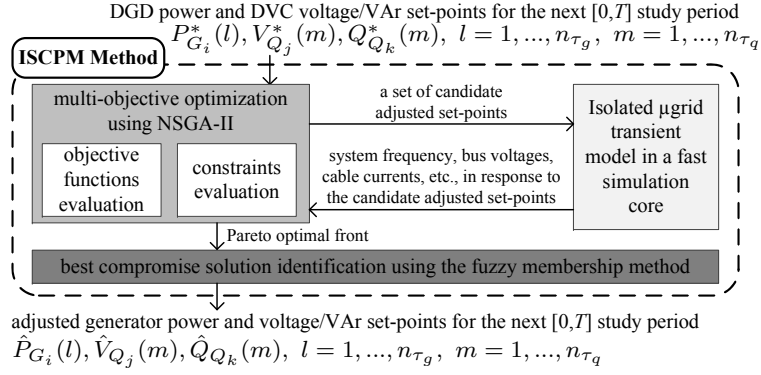 DGD power and DVC voltage/VAr set-points for the next [0,T] study period
P*_{G_i}(l), V*_{Q_j}(m), Q*_{Q_k}(m), l = 1, ..., n_{τ_g}, m = 1, ..., n_{τ_q}
ISCPM Method
multi-objective optimization
using NSGA-II
objective
functions
evaluation
constraints
evaluation
a set of candidate
adjusted set-points
system frequency, bus voltages,
cable currents, etc., in response to
the candidate adjusted set-points
Isolated µgrid
transient
model in a fast
simulation
core
Pareto optimal front
best compromise solution identification using the fuzzy membership method
adjusted generator power and voltage/VAr set-points for the next [0,T] study period
P̂_{G_i}(l), V̂_{Q_j}(m), Q̂_{Q_k}(m), l = 1, ..., n_{τ_g}, m = 1, ..., n_{τ_q}